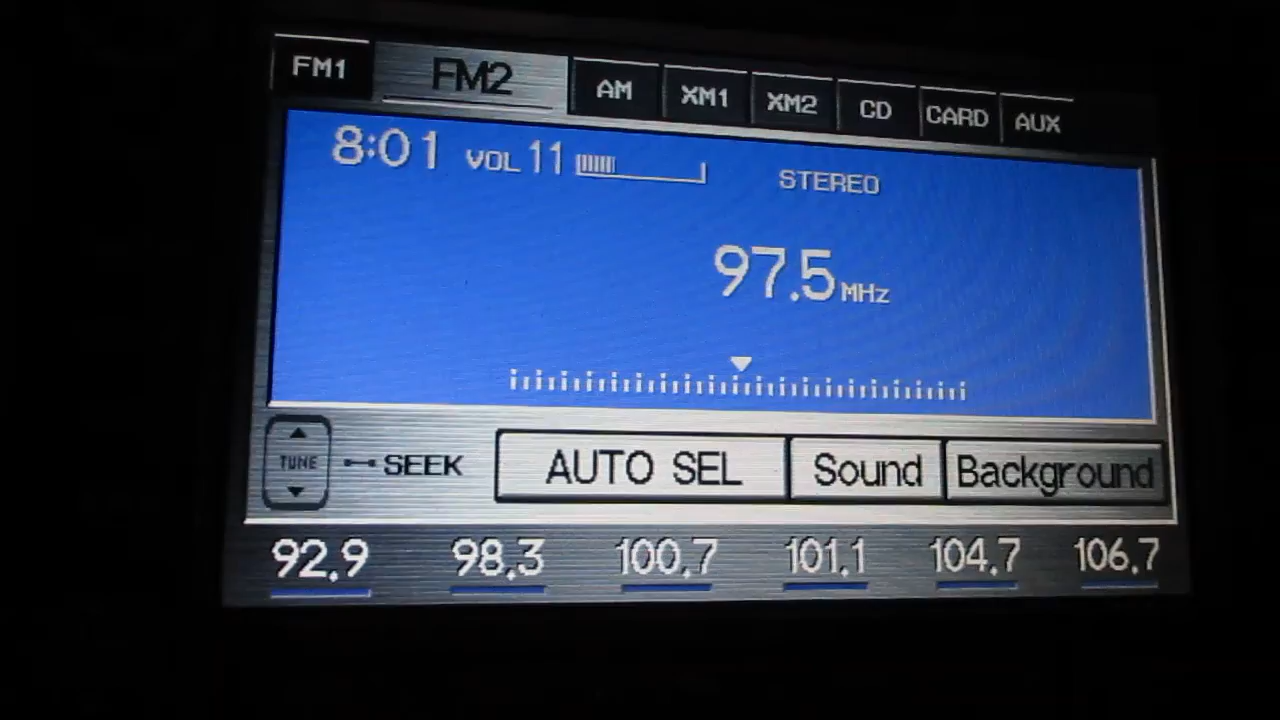 FM1 FM2 AM XM1 XM2 CD CARD AUX
8:01 VOL 11 STEREO
97.5 MHz
TUNE SEEK AUTO SEL Sound Background
92.9 98.3 100.7 101.1 104.7 106.7